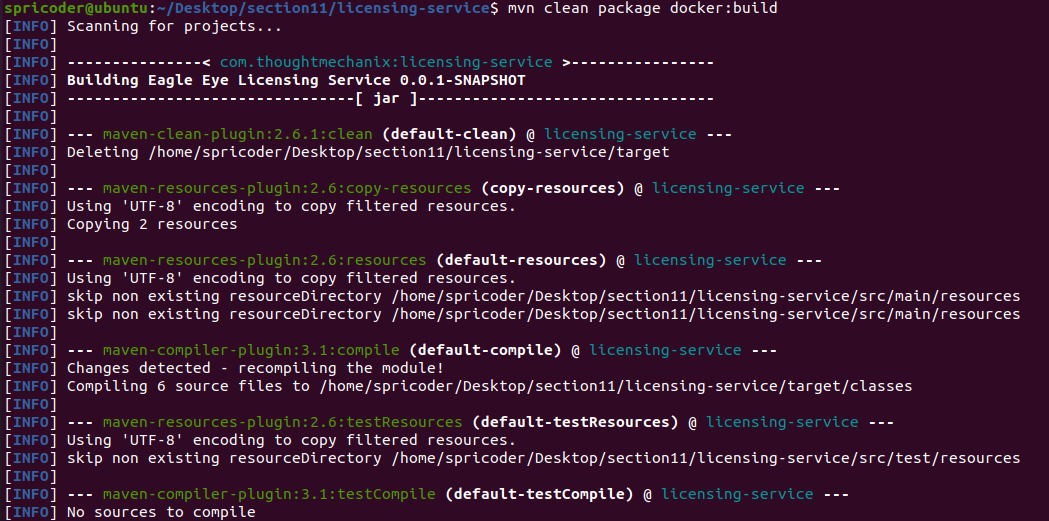 spricoder@ubuntu:~/Desktop/section11/licensing-service$ mvn clean package docker:build
[INFO] Scanning for projects...
[INFO]
[INFO] ---------------< com.thoughtmechanix:licensing-service >----------------
[INFO] Building Eagle Eye Licensing Service 0.0.1-SNAPSHOT
[INFO] --------------------------------[ jar ]---------------------------------
[INFO]
[INFO] --- maven-clean-plugin:2.6.1:clean (default-clean) @ licensing-service ---
[INFO] Deleting /home/spricoder/Desktop/section11/licensing-service/target
[INFO]
[INFO] --- maven-resources-plugin:2.6:copy-resources (copy-resources) @ licensing-service ---
[INFO] Using 'UTF-8' encoding to copy filtered resources.
[INFO] Copying 2 resources
[INFO]
[INFO] --- maven-resources-plugin:2.6:resources (default-resources) @ licensing-service ---
[INFO] Using 'UTF-8' encoding to copy filtered resources.
[INFO] skip non existing resourceDirectory /home/spricoder/Desktop/section11/licensing-service/src/main/resources
[INFO] skip non existing resourceDirectory /home/spricoder/Desktop/section11/licensing-service/src/main/resources
[INFO]
[INFO] --- maven-compiler-plugin:3.1:compile (default-compile) @ licensing-service ---
[INFO] Changes detected - recompiling the module!
[INFO] Compiling 6 source files to /home/spricoder/Desktop/section11/licensing-service/target/classes
[INFO]
[INFO] --- maven-resources-plugin:2.6:testResources (default-testResources) @ licensing-service ---
[INFO] Using 'UTF-8' encoding to copy filtered resources.
[INFO] skip non existing resourceDirectory /home/spricoder/Desktop/section11/licensing-service/src/test/resources
[INFO]
[INFO] --- maven-compiler-plugin:3.1:testCompile (default-testCompile) @ licensing-service ---
[INFO] No sources to compile